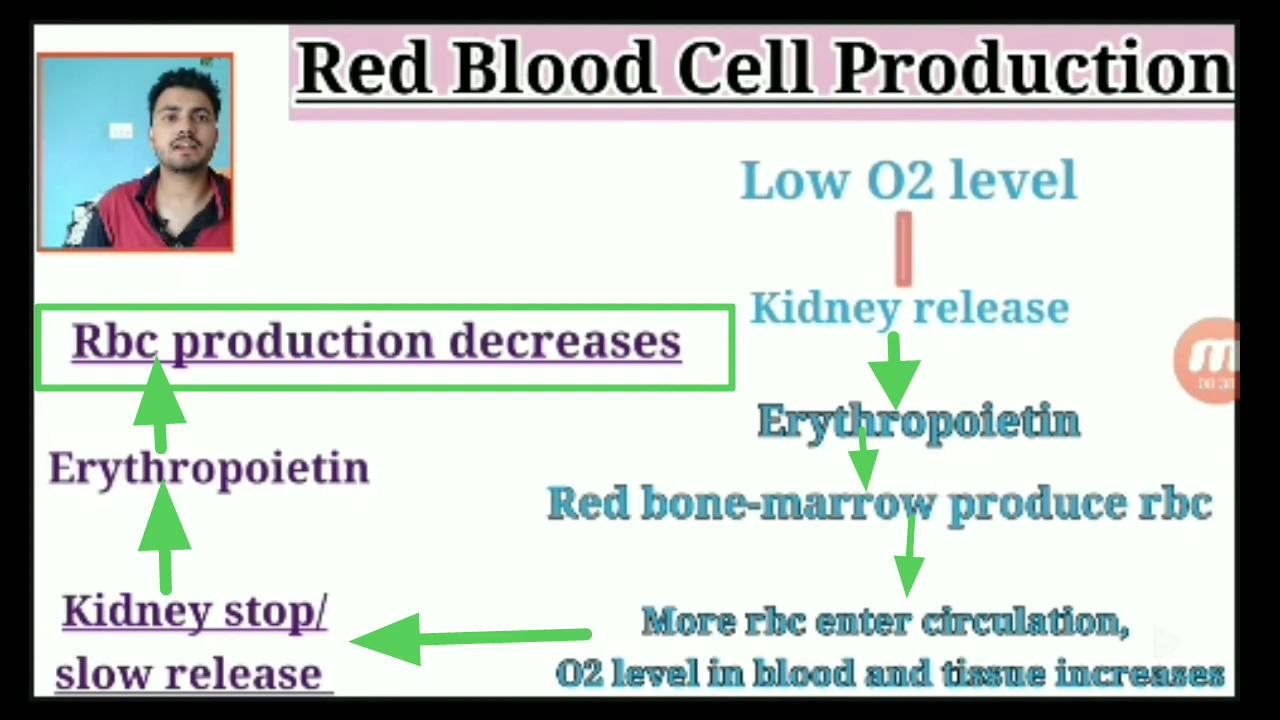 Red Blood Cell Production
Low O2 level
Kidney release
Erythropoietin
Red bone-marrow produce rbc
More rbc enter circulation,
O2 level in blood and tissue increases
Kidney stop/
slow release
Erythropoietin
Rbc production decreases